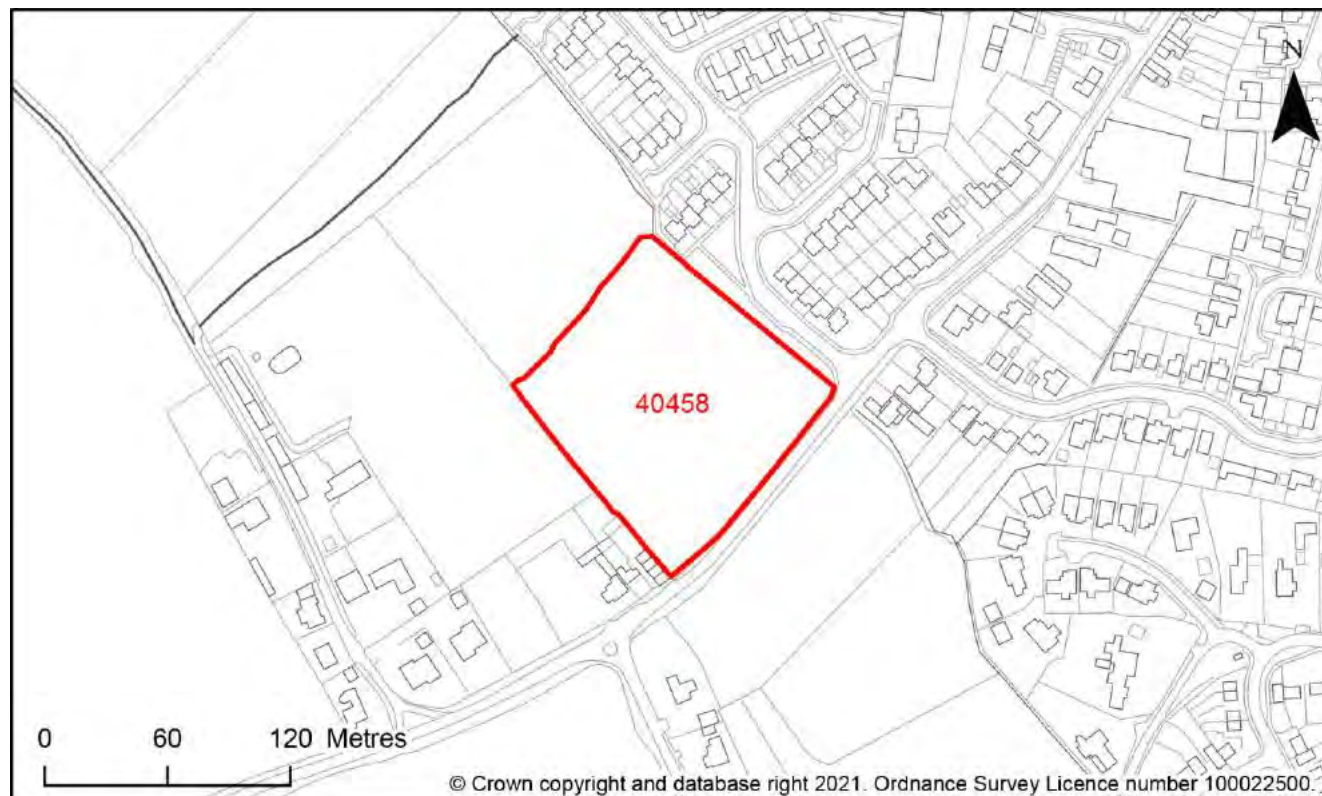 N
40458
0 60 120 Metres
© Crown copyright and database right 2021. Ordnance Survey Licence number 100022500.